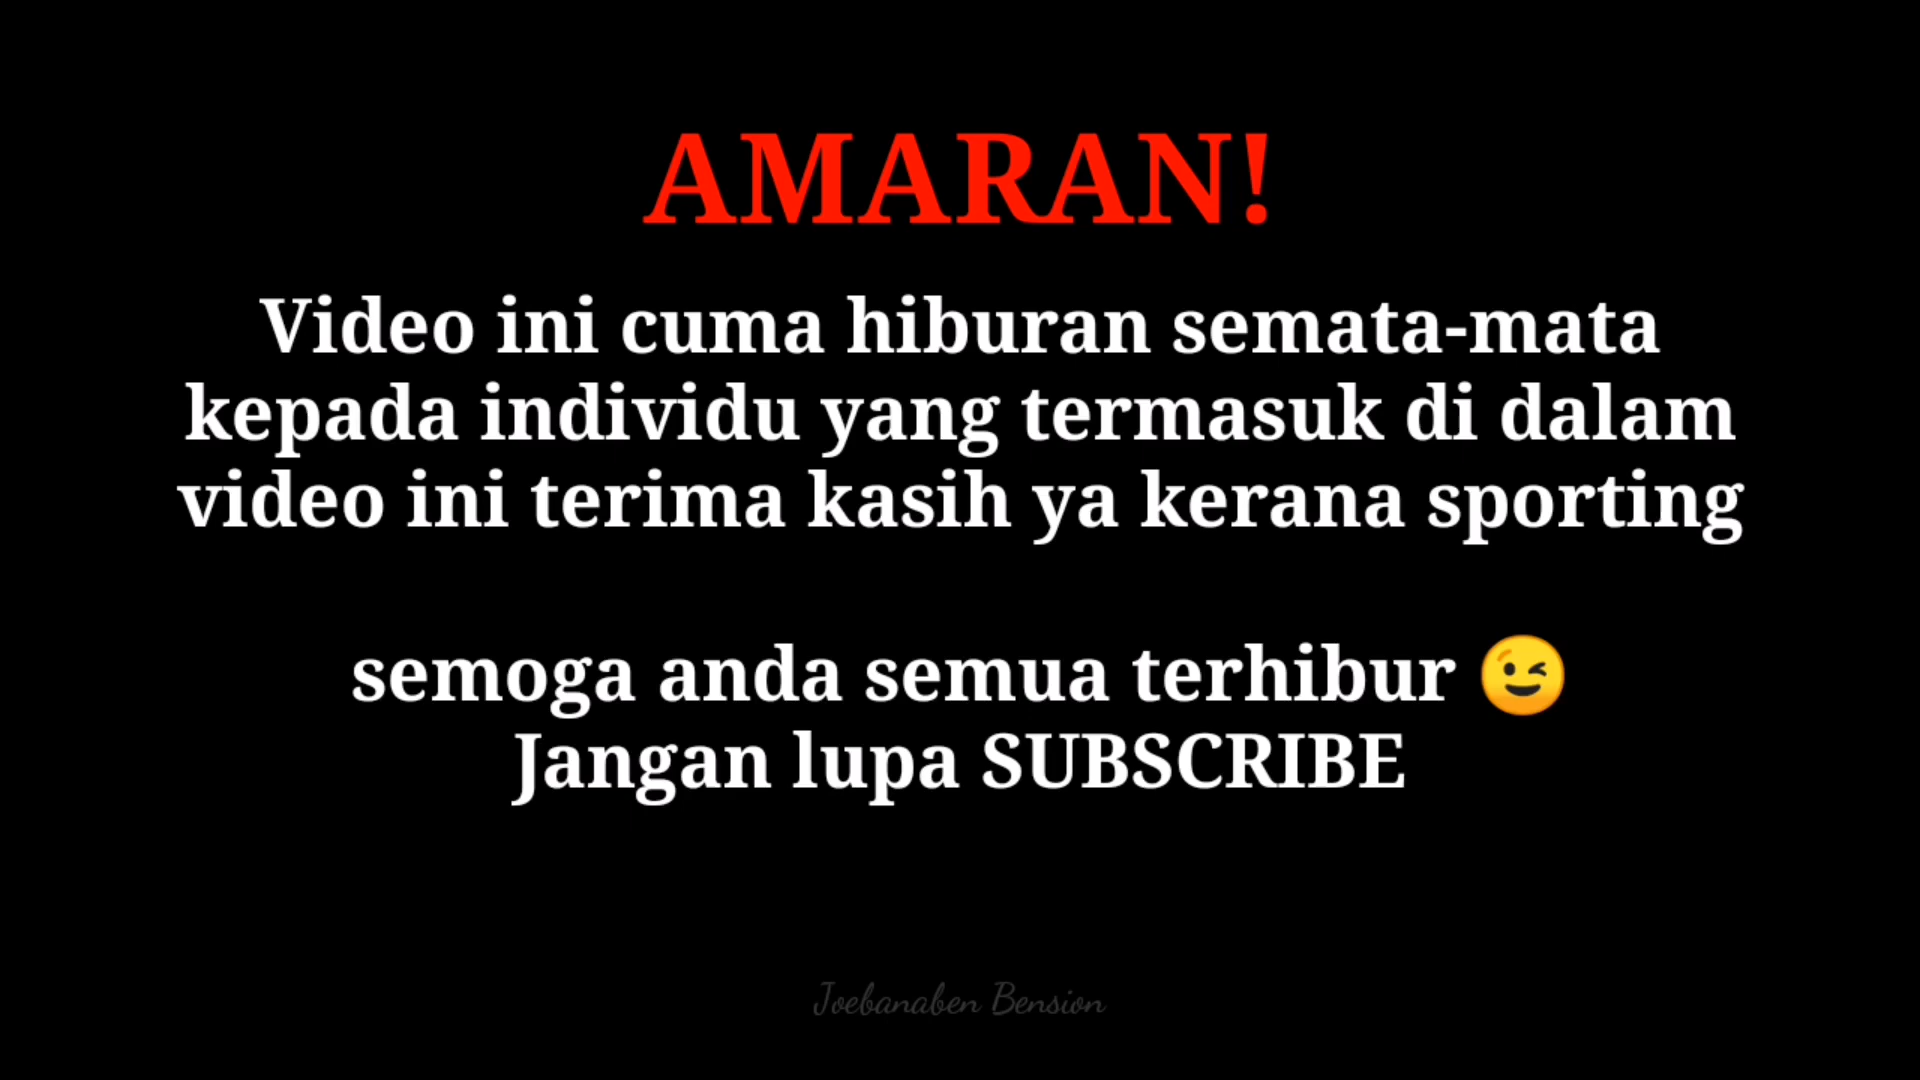 AMARAN!
Video ini cuma hiburan semata-mata
kepada individu yang termasuk di dalam
video ini terima kasih ya kerana sporting
semoga anda semua terhibur 😉
Jangan lupa SUBSCRIBE
Joebanaben Bension